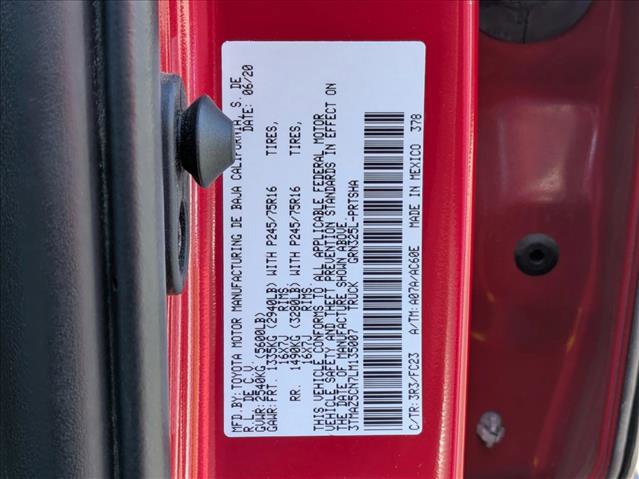 MFD. BY: TOYOTA MOTOR MANUFACTURING DE BAJA CALIFORNIA, S. DE
R.L. DE C.V. DATE: 06/20
GVWR: 2540KG (5600LB)
GAWR: FRT. 1335KG (2940LB) WITH P245/75R16 TIRES,
16X7J RIMS
RR. 1490KG (3280LB) WITH P245/75R16 TIRES,
16X7J RIMS
THIS VEHICLE CONFORMS TO ALL APPLICABLE FEDERAL MOTOR
VEHICLE SAFETY AND THEFT PREVENTION STANDARDS IN EFFECT ON
THE DATE OF MANUFACTURE SHOWN ABOVE.
3TMAZ5CN7LM135007 TRUCK GRN325L-PRTSHA
C/TR: 3R3/FC23 A/TM: A07A/AC60E MADE IN MEXICO 378